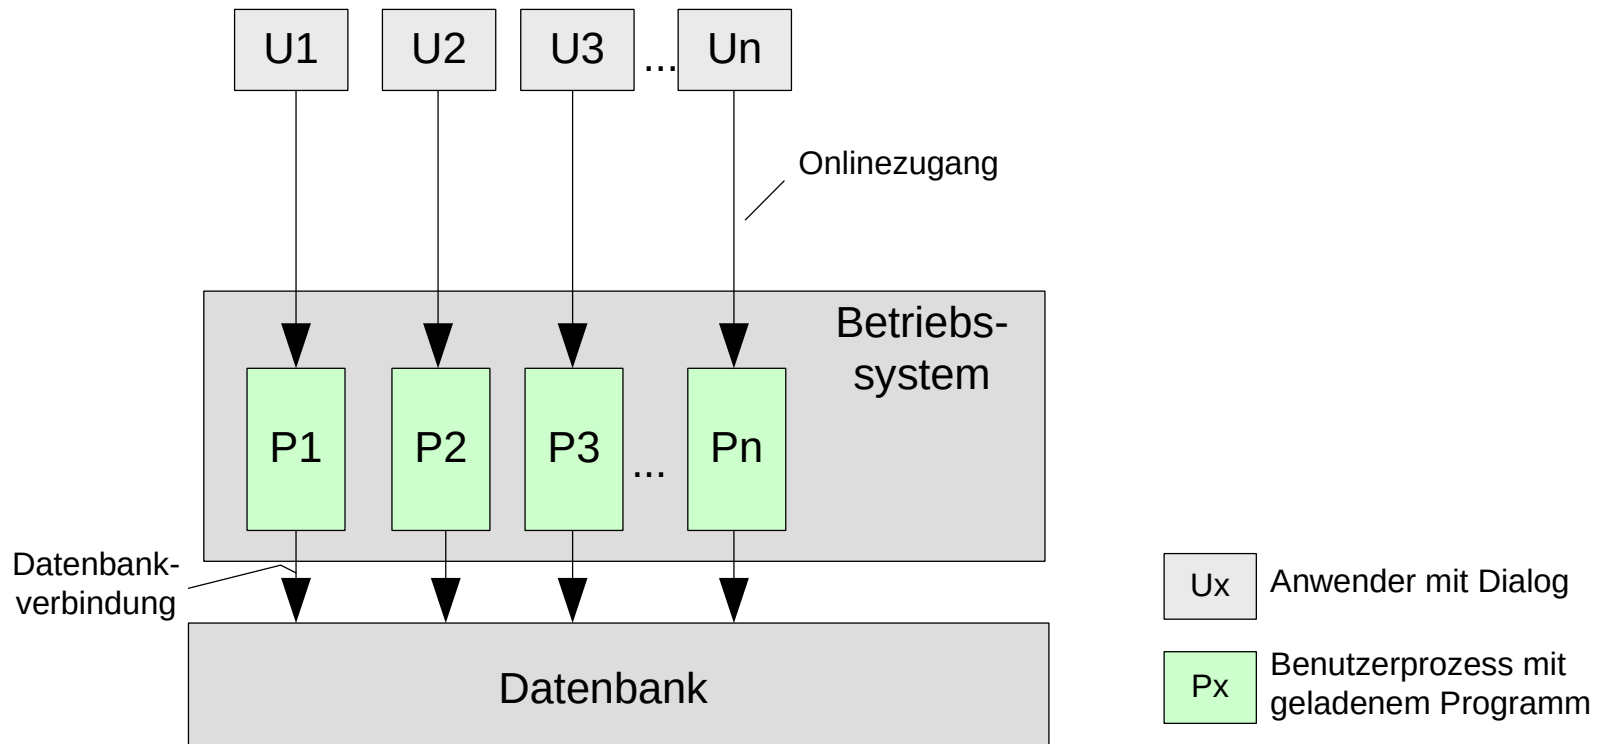 U1
U2
U3
...
Un
Onlinezugang
Betriebs-
system
P1
P2
P3
...
Pn
Datenbank-
verbindung
Datenbank
Ux
Anwender mit Dialog
Px
Benutzerprozess mit
geladenem Programm